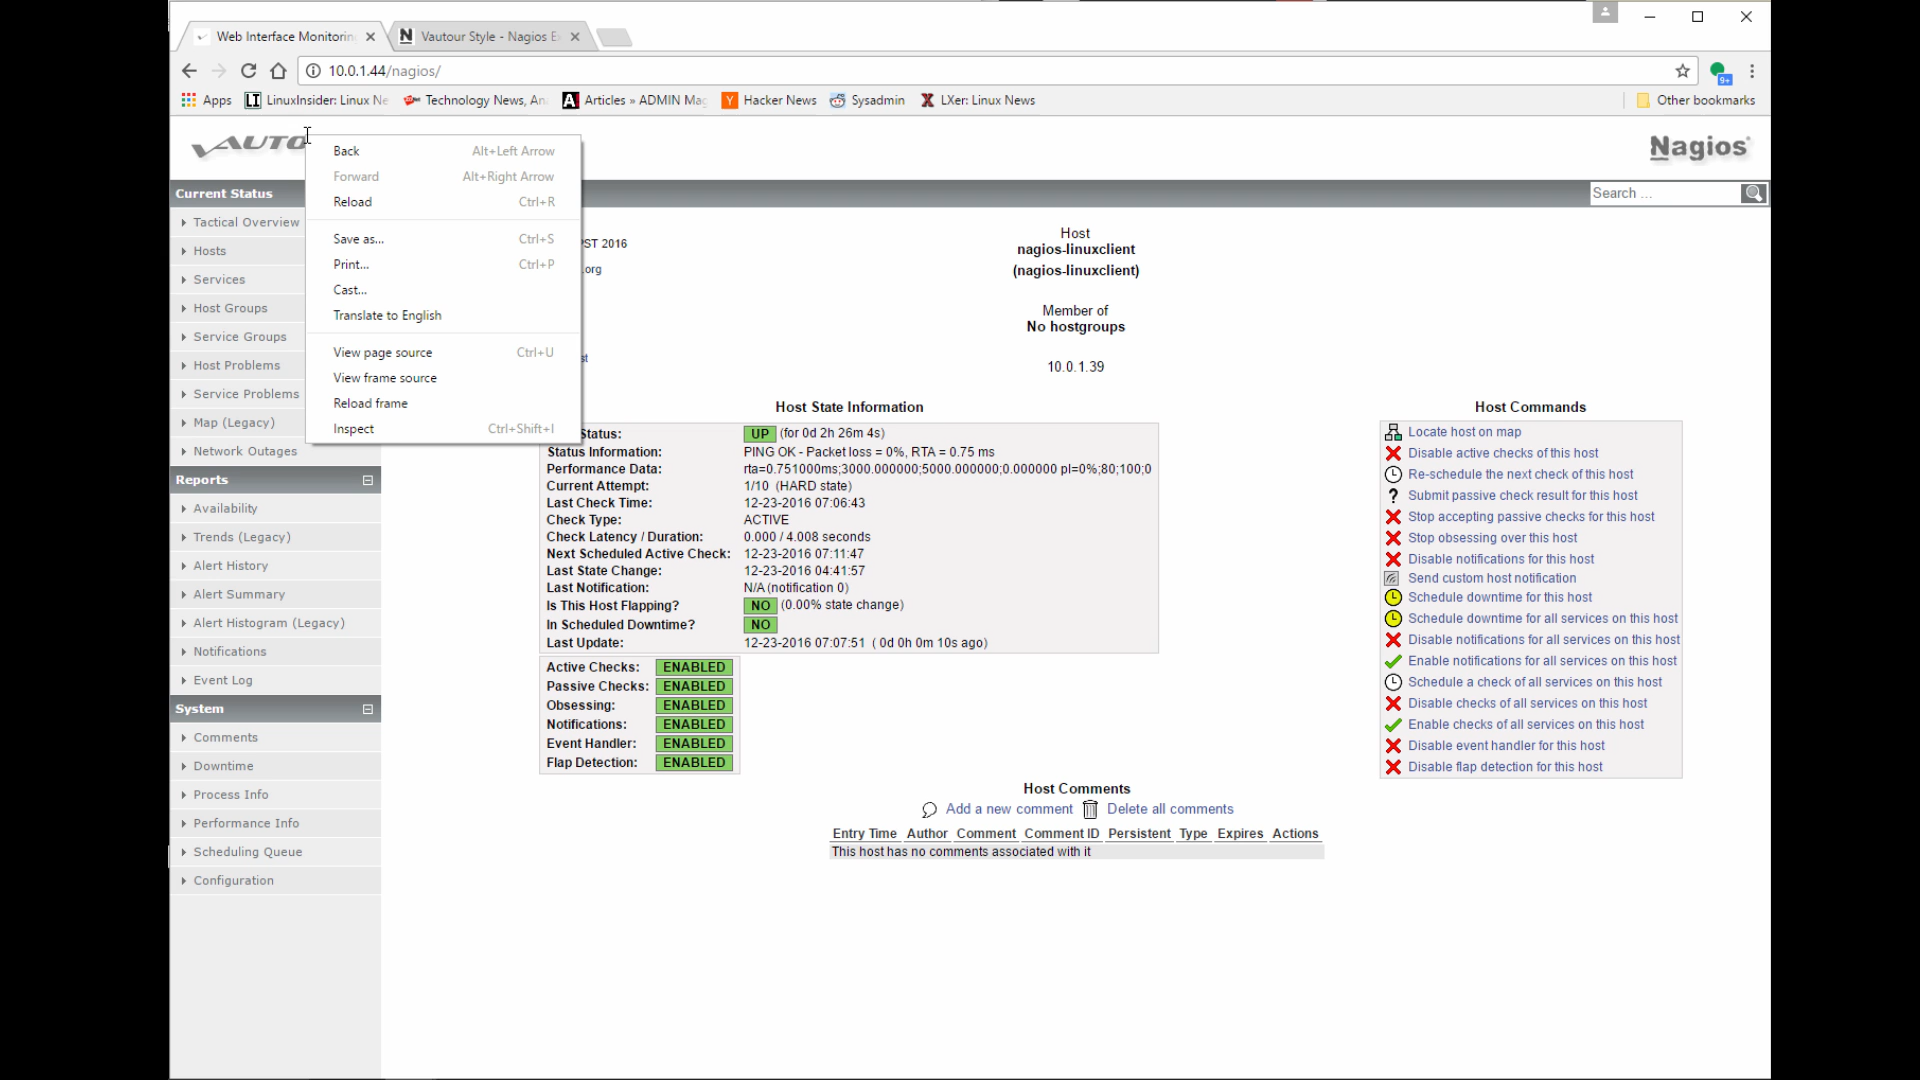 Web Interface Monitorin
Vautour Style - Nagios E
10.0.1.44/nagios/
Apps
LinuxInsider: Linux Ne
Technology News, An
Articles » ADMIN Mag
Hacker News
Sysadmin
LXer: Linux News
Other bookmarks
VAUTO
Nagios®
Current Status
Search ...
Tactical Overview
Hosts
Services
Host Groups
Service Groups
Host Problems
Service Problems
Map (Legacy)
Network Outages
Reports
Availability
Trends (Legacy)
Alert History
Alert Summary
Alert Histogram (Legacy)
Notifications
Event Log
System
Comments
Downtime
Process Info
Performance Info
Scheduling Queue
Configuration
Back Alt+Left Arrow
Forward Alt+Right Arrow
Reload Ctrl+R
Save as... Ctrl+S
Print... Ctrl+P
Cast...
Translate to English
View page source Ctrl+U
View frame source
Reload frame
Inspect Ctrl+Shift+I
ST 2016
.org
st
Host
nagios-linuxclient
(nagios-linuxclient)
Member of
No hostgroups
10.0.1.39
Host State Information
Status: UP (for 0d 2h 26m 4s)
Status Information: PING OK - Packet loss = 0%, RTA = 0.75 ms
Performance Data: rta=0.751000ms;3000.000000;5000.000000;0.000000 pl=0%;80;100;0
Current Attempt: 1/10 (HARD state)
Last Check Time: 12-23-2016 07:06:43
Check Type: ACTIVE
Check Latency / Duration: 0.000 / 4.008 seconds
Next Scheduled Active Check: 12-23-2016 07:11:47
Last State Change: 12-23-2016 04:41:57
Last Notification: N/A (notification 0)
Is This Host Flapping? NO (0.00% state change)
In Scheduled Downtime? NO
Last Update: 12-23-2016 07:07:51 ( 0d 0h 0m 10s ago)
Active Checks: ENABLED
Passive Checks: ENABLED
Obsessing: ENABLED
Notifications: ENABLED
Event Handler: ENABLED
Flap Detection: ENABLED
Host Commands
Locate host on map
Disable active checks of this host
Re-schedule the next check of this host
Submit passive check result for this host
Stop accepting passive checks for this host
Stop obsessing over this host
Disable notifications for this host
Send custom host notification
Schedule downtime for this host
Schedule downtime for all services on this host
Disable notifications for all services on this host
Enable notifications for all services on this host
Schedule a check of all services on this host
Disable checks of all services on this host
Enable checks of all services on this host
Disable event handler for this host
Disable flap detection for this host
Host Comments
Add a new comment Delete all comments
Entry Time Author Comment Comment ID Persistent Type Expires Actions
This host has no comments associated with it